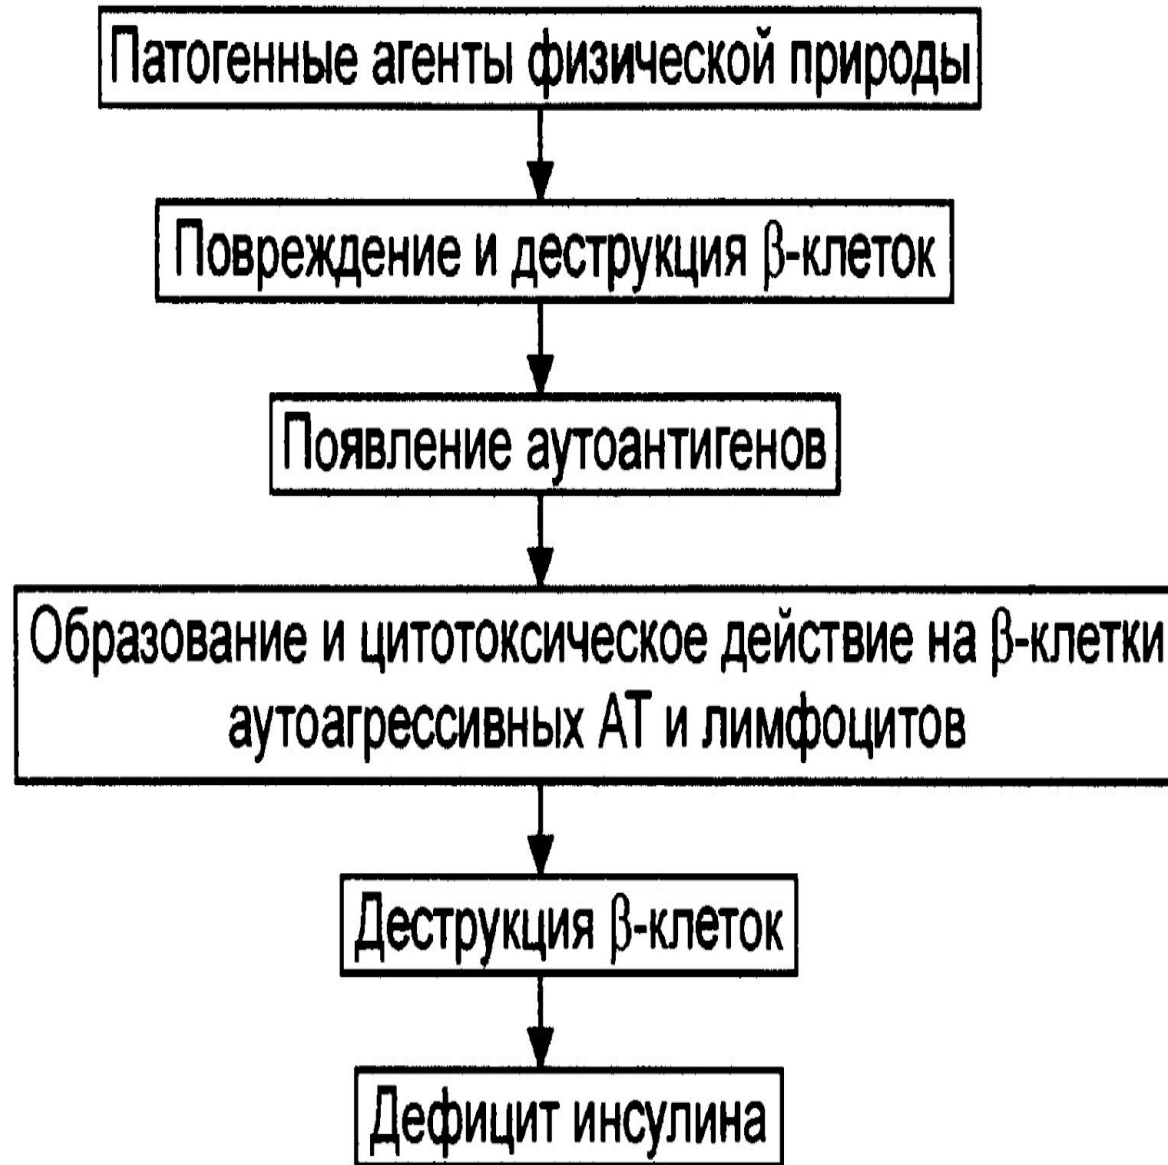 Патогенные агенты физической природы
Повреждение и деструкция β-клеток
Появление аутоантигенов
Образование и цитотоксическое действие на β-клетки
аутоагрессивных АТ и лимфоцитов
Деструкция β-клеток
Дефицит инсулина